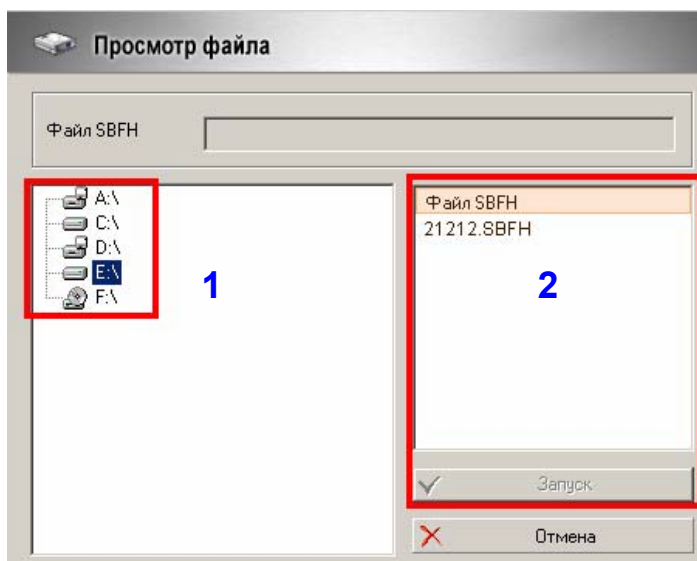 Просмотр файла
Файл SBFH
A:\
C:\
D:\
E:\
F:\
1
Файл SBFH
21212.SBFH
2
Запуск
Отмена